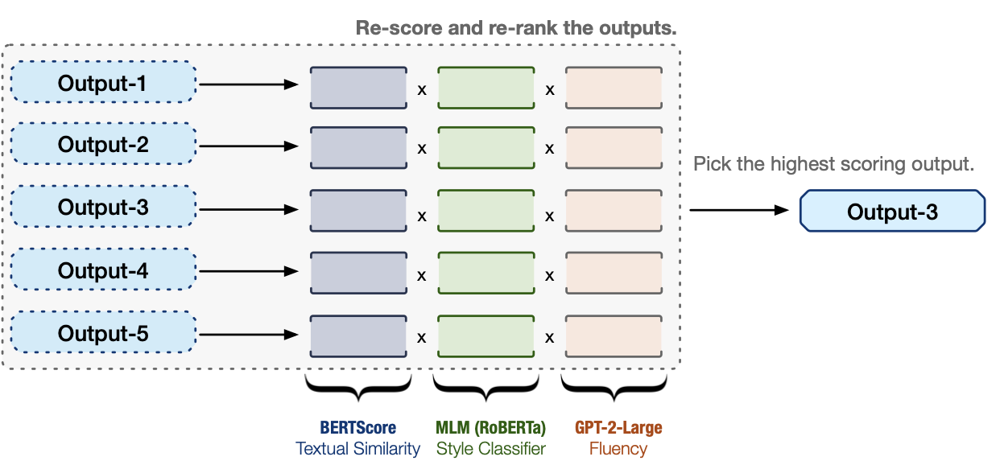 Re-score and re-rank the outputs.
Output-1
x
x
Output-2
x
x
Output-3
x
x
Output-4
x
x
Output-5
x
x
Pick the highest scoring output.
Output-3
BERTScore
Textual Similarity
MLM (RoBERTa)
Style Classifier
GPT-2-Large
Fluency